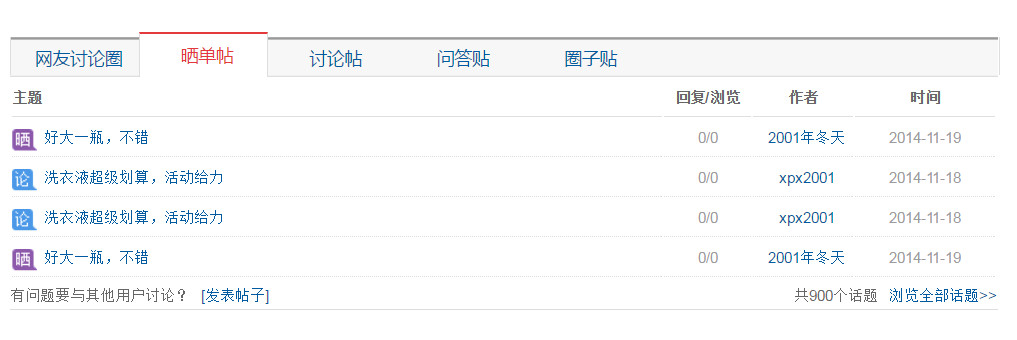 网友讨论圈 晒单帖 讨论帖 问答贴 圈子贴
主题 回复/浏览 作者 时间
晒 好大一瓶，不错 0/0 2001年冬天 2014-11-19
论 洗衣液超级划算，活动给力 0/0 xpx2001 2014-11-18
论 洗衣液超级划算，活动给力 0/0 xpx2001 2014-11-18
晒 好大一瓶，不错 0/0 2001年冬天 2014-11-19
有问题要与其他用户讨论？ [发表帖子] 共900个话题 浏览全部话题>>